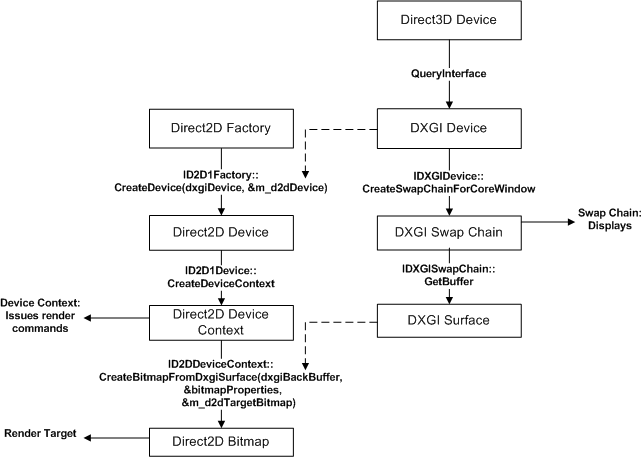 Direct3D Device
QueryInterface
Direct2D Factory
DXGI Device
ID2D1Factory::
CreateDevice(dxgiDevice, &m_d2dDevice)
IDXGIDevice::
CreateSwapChainForCoreWindow
Direct2D Device
DXGI Swap Chain
Swap Chain:
Displays
ID2D1Device::
CreateDeviceContext
IDXGISwapChain::
GetBuffer
Device Context:
Issues render
commands
Direct2D Device
Context
DXGI Surface
ID2DDeviceContext::
CreateBitmapFromDxgiSurface(dxgiBackBuffer,
&bitmapProperties,
&m_d2dTargetBitmap)
Render Target
Direct2D Bitmap